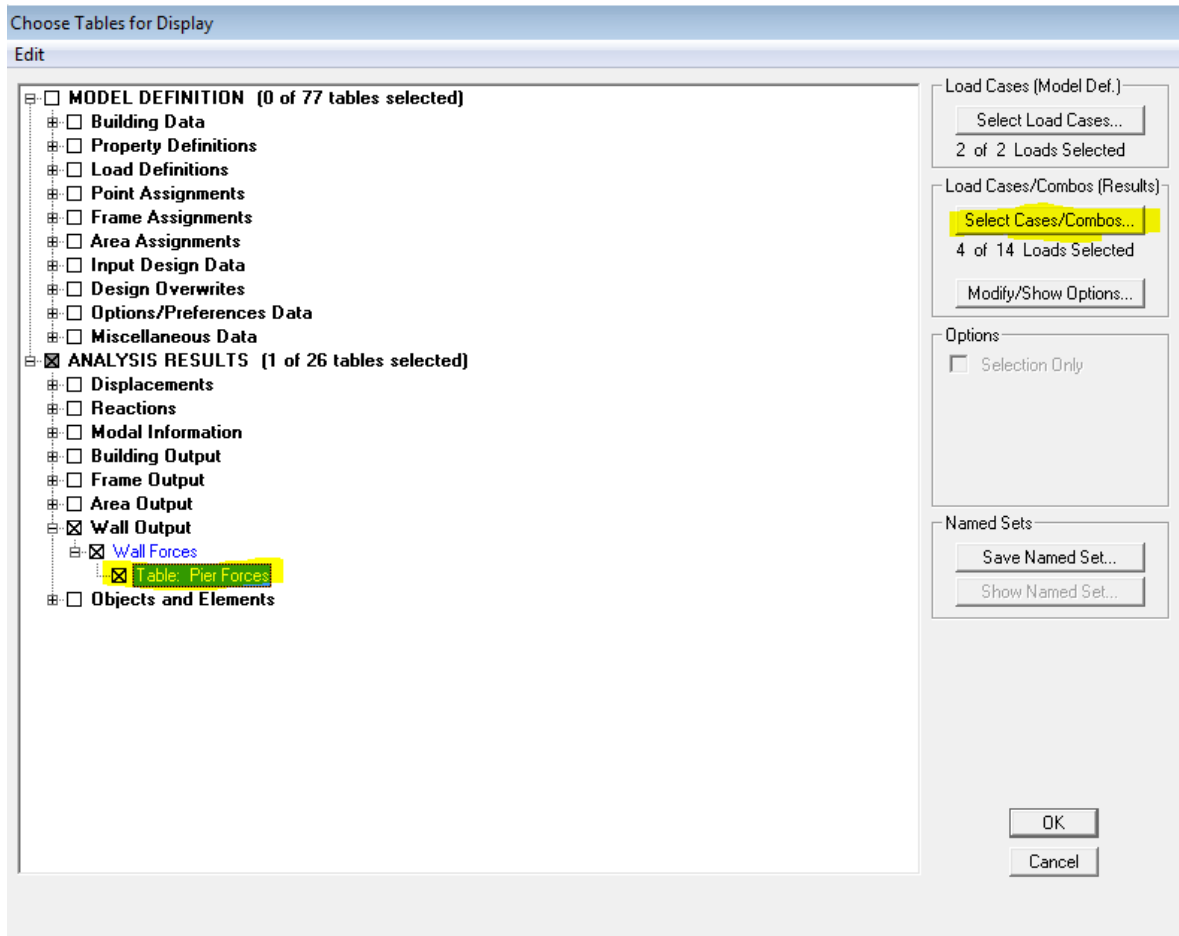 Choose Tables for Display
Edit
MODEL DEFINITION (0 of 77 tables selected)
Building Data
Property Definitions
Load Definitions
Point Assignments
Frame Assignments
Area Assignments
Input Design Data
Design Overwrites
Options/Preferences Data
Miscellaneous Data
ANALYSIS RESULTS (1 of 26 tables selected)
Displacements
Reactions
Modal Information
Building Output
Frame Output
Area Output
Wall Output
Wall Forces
Table: Pier Forces
Objects and Elements
Load Cases (Model Def.)
Select Load Cases...
2 of 2 Loads Selected
Load Cases/Combos (Results)
Select Cases/Combos...
4 of 14 Loads Selected
Modify/Show Options...
Options
Selection Only
Named Sets
Save Named Set...
Show Named Set...
OK
Cancel